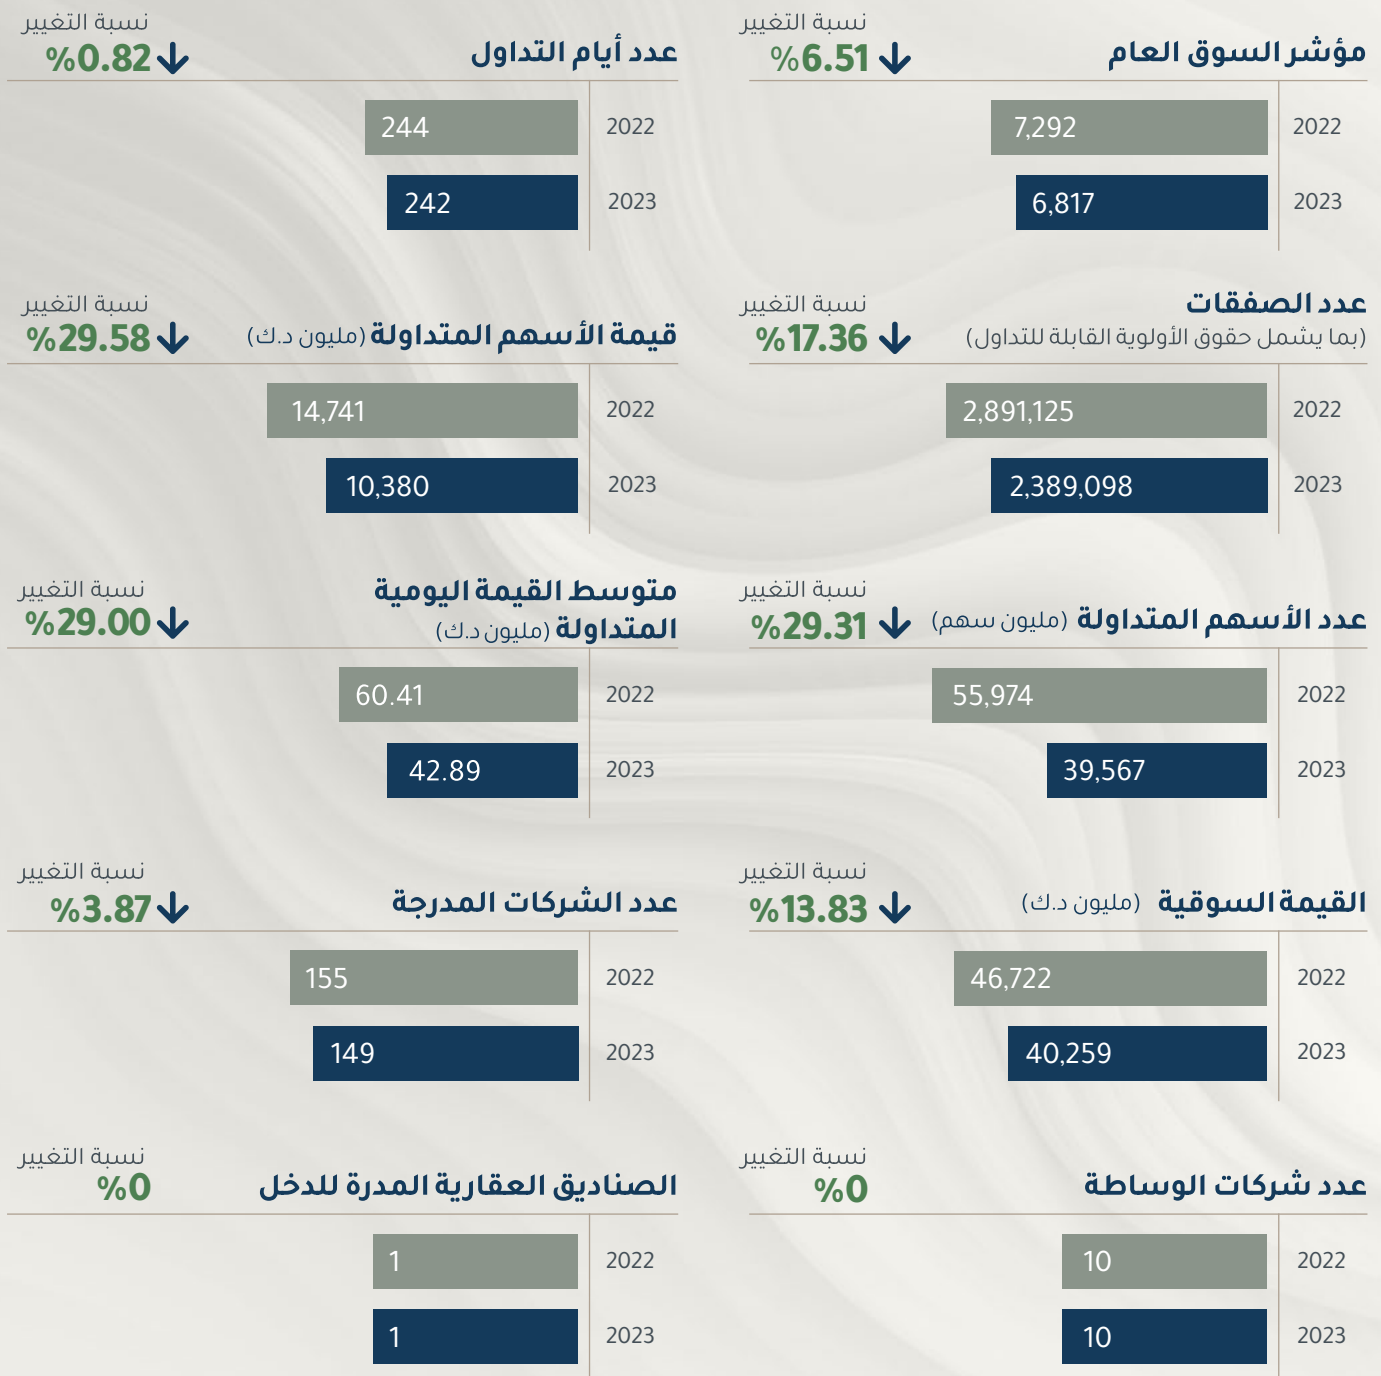 مؤشر السوق العام
نسبة التغيير
%6.51
2022
7,292
2023
6,817
عدد أيام التداول
نسبة التغيير
%0.82
2022
244
2023
242
عدد الصفقات
(بما يشمل حقوق الأولوية القابلة للتداول)
نسبة التغيير
%17.36
2022
2,891,125
2023
2,389,098
قيمة الأسهم المتداولة (مليون د.ك)
نسبة التغيير
%29.58
2022
14,741
2023
10,380
عدد الأسهم المتداولة (مليون سهم)
نسبة التغيير
%29.31
2022
55,974
2023
39,567
متوسط القيمة اليومية
المتداولة (مليون د.ك)
نسبة التغيير
%29.00
2022
60.41
2023
42.89
القيمة السوقية (مليون د.ك)
نسبة التغيير
%13.83
2022
46,722
2023
40,259
عدد الشركات المدرجة
نسبة التغيير
%3.87
2022
155
2023
149
عدد شركات الوساطة
نسبة التغيير
%0
2022
10
2023
10
الصناديق العقارية المدرة للدخل
نسبة التغيير
%0
2022
1
2023
1